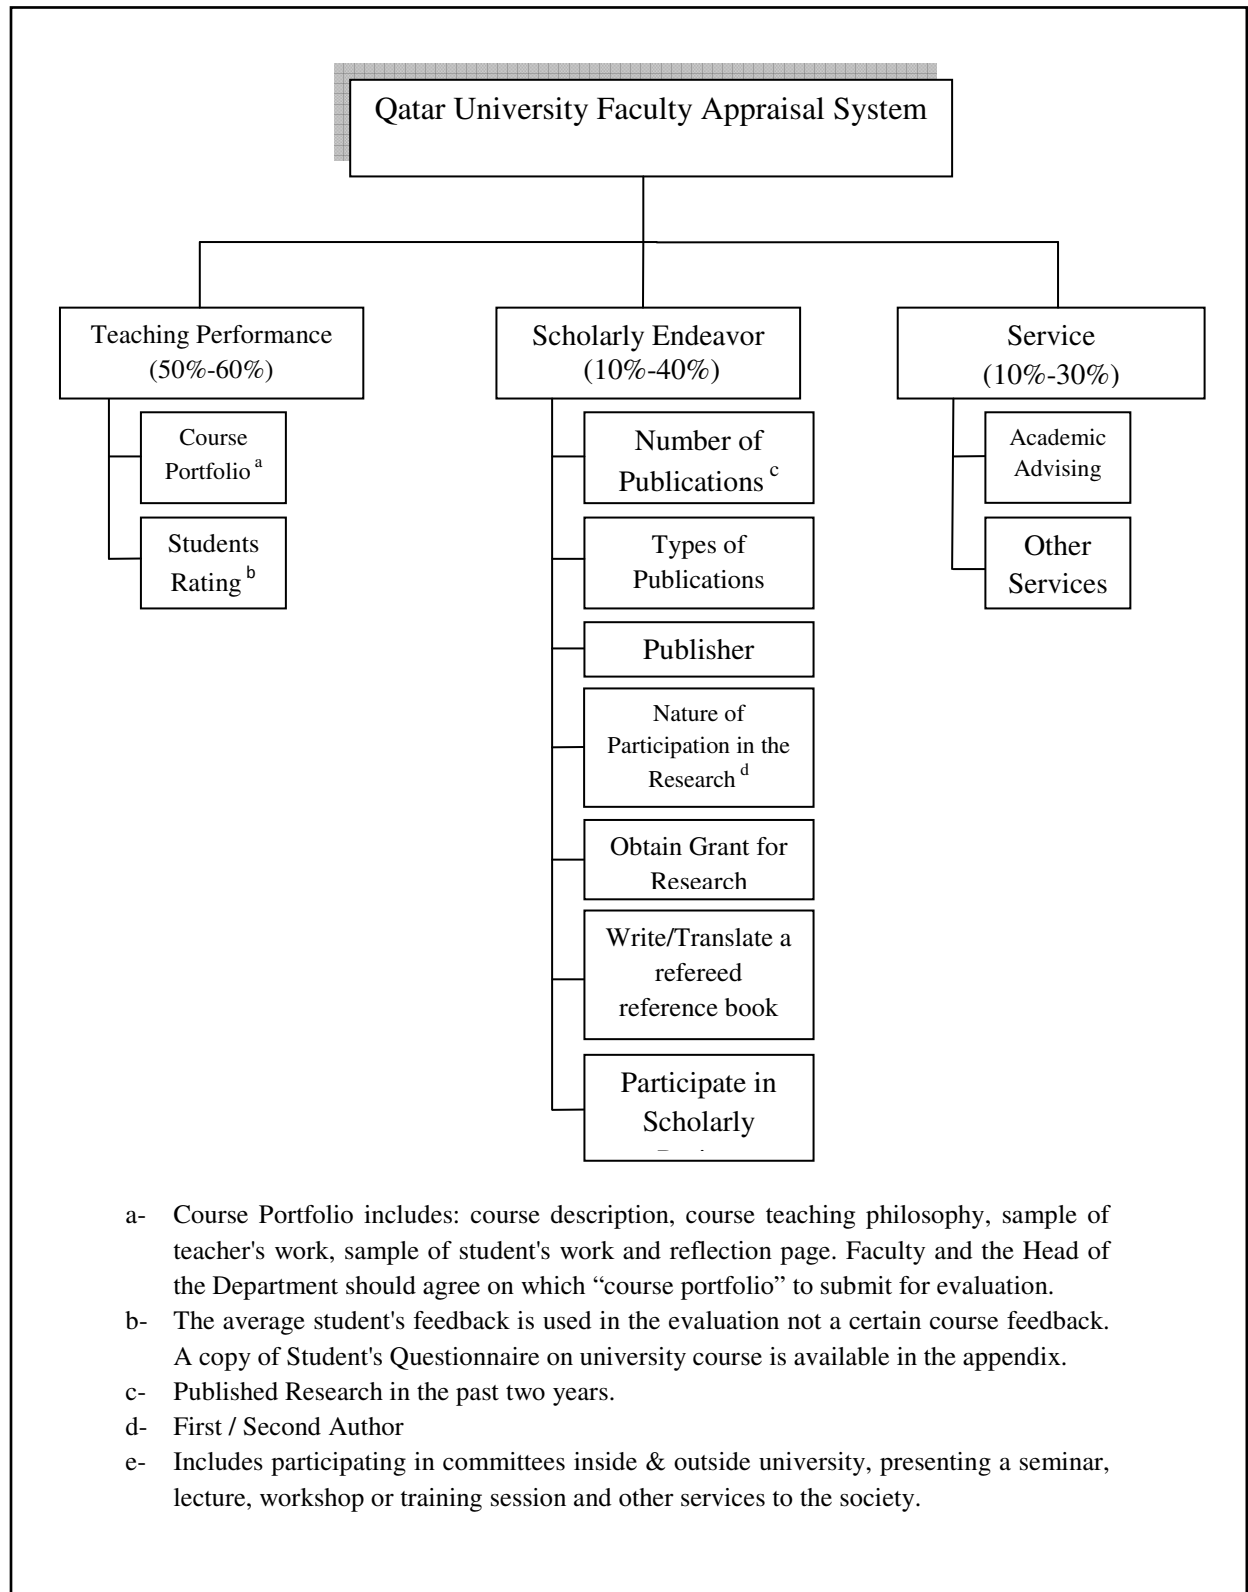 Qatar University Faculty Appraisal System
Teaching Performance
(50%-60%)
Course
Portfolio a
Students
Rating b
Scholarly Endeavor
(10%-40%)
Number of
Publications c
Types of
Publications
Publisher
Nature of
Participation in the
Research d
Obtain Grant for
Research
Write/Translate a
refereed
reference book
Participate in
Scholarly
Service
(10%-30%)
Academic
Advising
Other
Services
a- Course Portfolio includes: course description, course teaching philosophy, sample of
teacher's work, sample of student's work and reflection page. Faculty and the Head of
the Department should agree on which “course portfolio” to submit for evaluation.
b- The average student's feedback is used in the evaluation not a certain course feedback.
A copy of Student's Questionnaire on university course is available in the appendix.
c- Published Research in the past two years.
d- First / Second Author
e- Includes participating in committees inside & outside university, presenting a seminar,
lecture, workshop or training session and other services to the society.